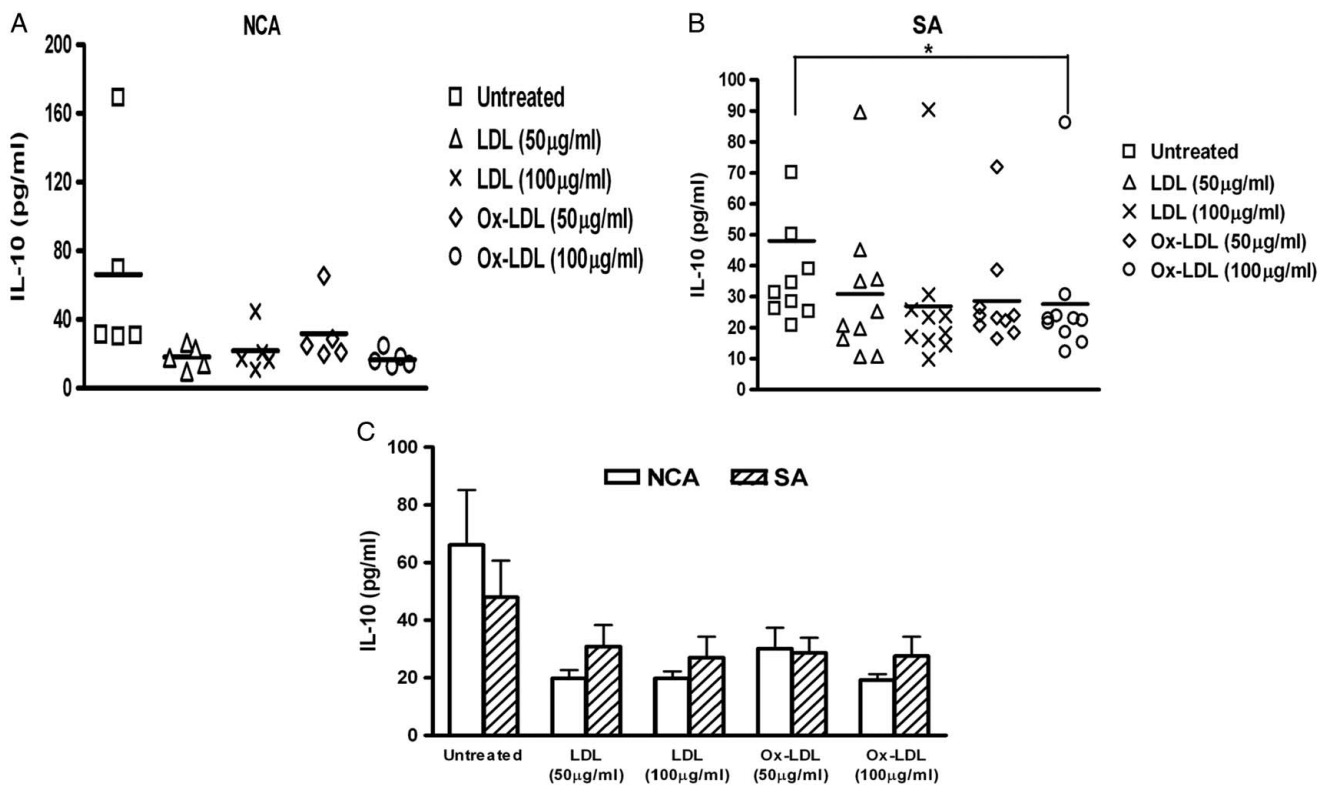 A
NCA
IL-10 (pg/ml)
200
160
120
80
40
0
Untreated
LDL (50μg/ml)
LDL (100μg/ml)
Ox-LDL (50μg/ml)
Ox-LDL (100μg/ml)
B
SA
*
IL-10 (pg/ml)
100
90
80
70
60
50
40
30
20
10
0
Untreated
LDL (50μg/ml)
LDL (100μg/ml)
Ox-LDL (50μg/ml)
Ox-LDL (100μg/ml)
C
IL-10 (pg/ml)
100
80
60
40
20
0
NCA SA
Untreated LDL LDL Ox-LDL Ox-LDL
(50μg/ml) (100μg/ml) (50μg/ml) (100μg/ml)